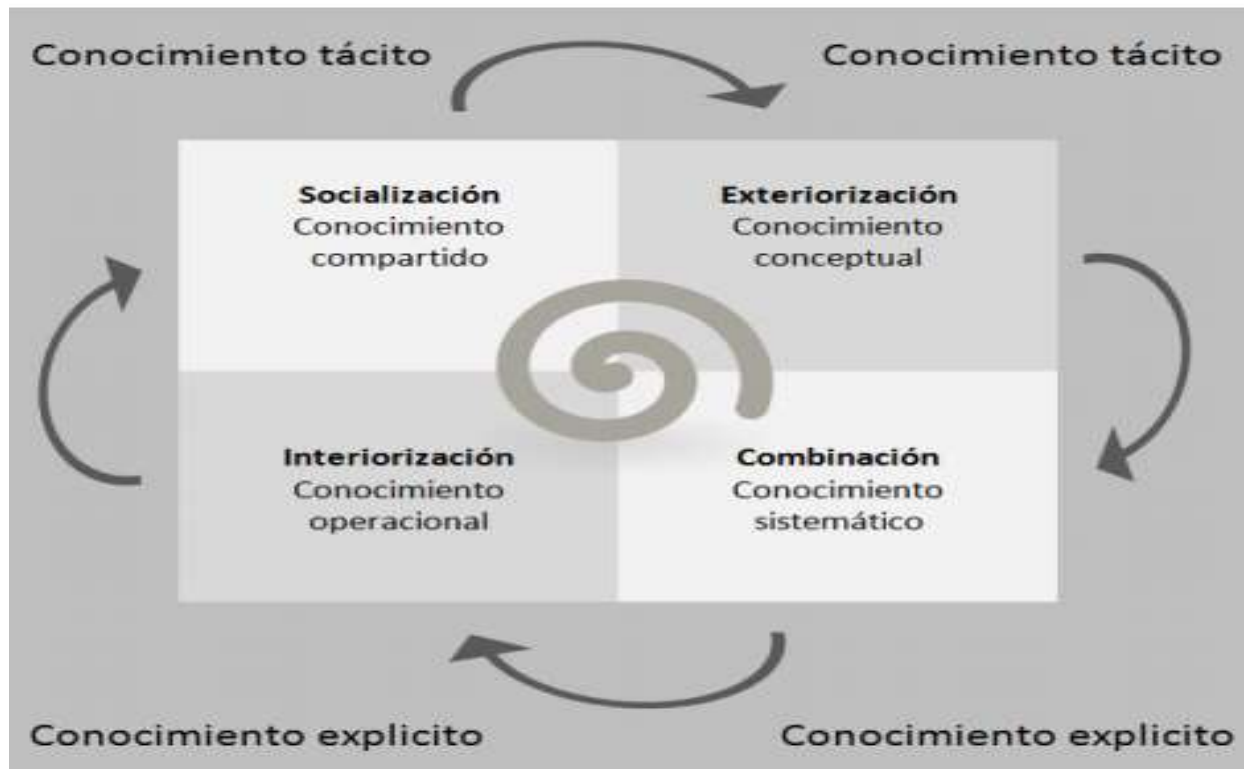 Conocimiento tácito
Conocimiento tácito
Socialización
Conocimiento
compartido
Exteriorización
Conocimiento
conceptual
Interiorización
Conocimiento
operacional
Combinación
Conocimiento
sistemático
Conocimiento explicito
Conocimiento explicito